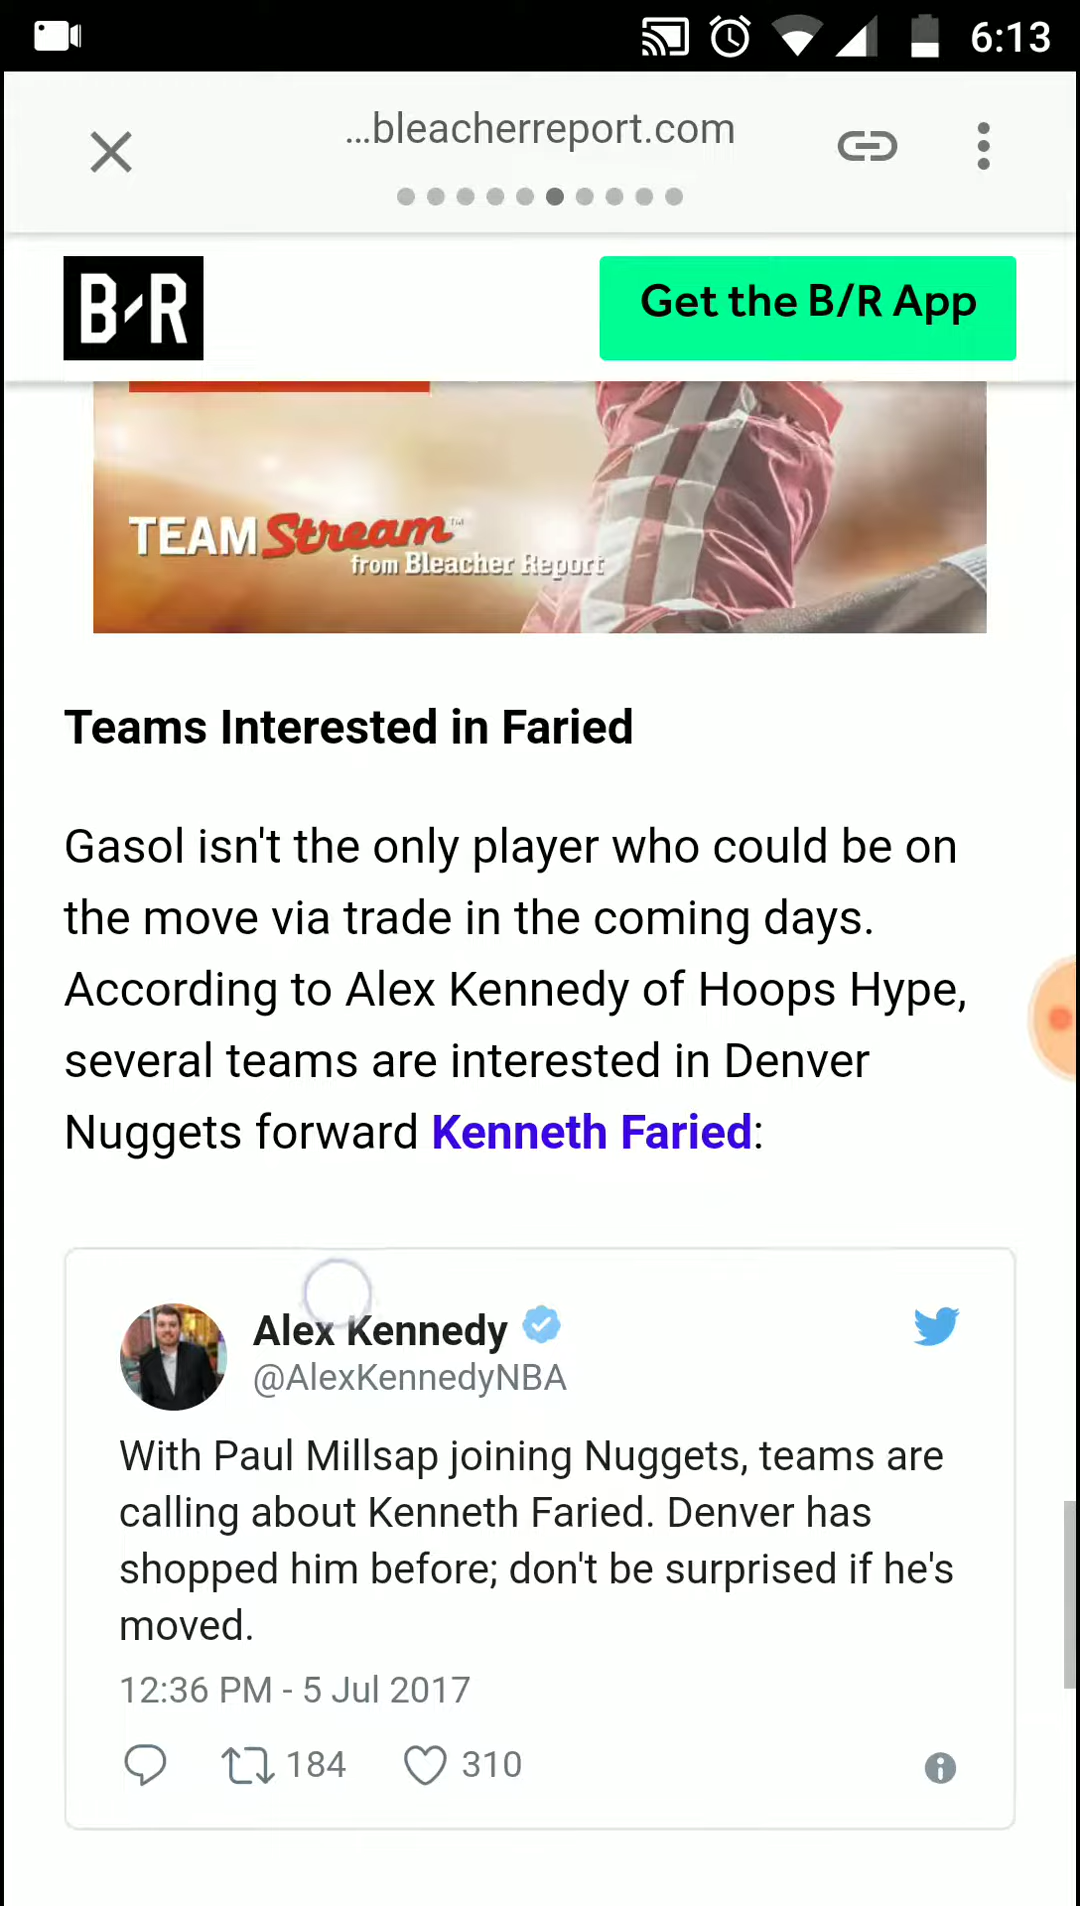 6:13
...bleacherreport.com
B/R
Get the B/R App
TEAM Stream™
from Bleacher Report
Teams Interested in Faried
Gasol isn't the only player who could be on
the move via trade in the coming days.
According to Alex Kennedy of Hoops Hype,
several teams are interested in Denver
Nuggets forward Kenneth Faried:
Alex Kennedy
@AlexKennedyNBA
With Paul Millsap joining Nuggets, teams are
calling about Kenneth Faried. Denver has
shopped him before; don't be surprised if he's
moved.
12:36 PM - 5 Jul 2017
184 310